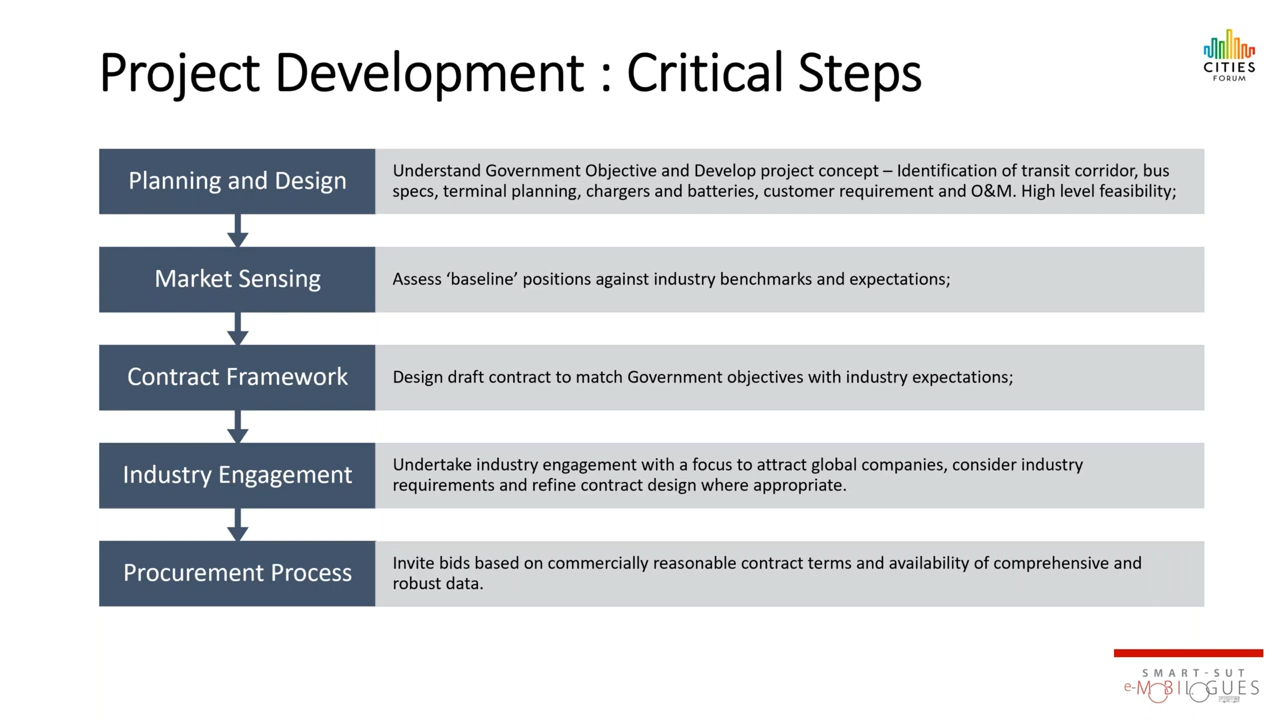 Project Development : Critical Steps
CITIES
FORUM
Planning and Design
Understand Government Objective and Develop project concept – Identification of transit corridor, bus
specs, terminal planning, chargers and batteries, customer requirement and O&M. High level feasibility;
Market Sensing
Assess ‘baseline’ positions against industry benchmarks and expectations;
Contract Framework
Design draft contract to match Government objectives with industry expectations;
Industry Engagement
Undertake industry engagement with a focus to attract global companies, consider industry
requirements and refine contract design where appropriate.
Procurement Process
Invite bids based on commercially reasonable contract terms and availability of comprehensive and
robust data.
SMART-SUT
e-MOBILOGUES